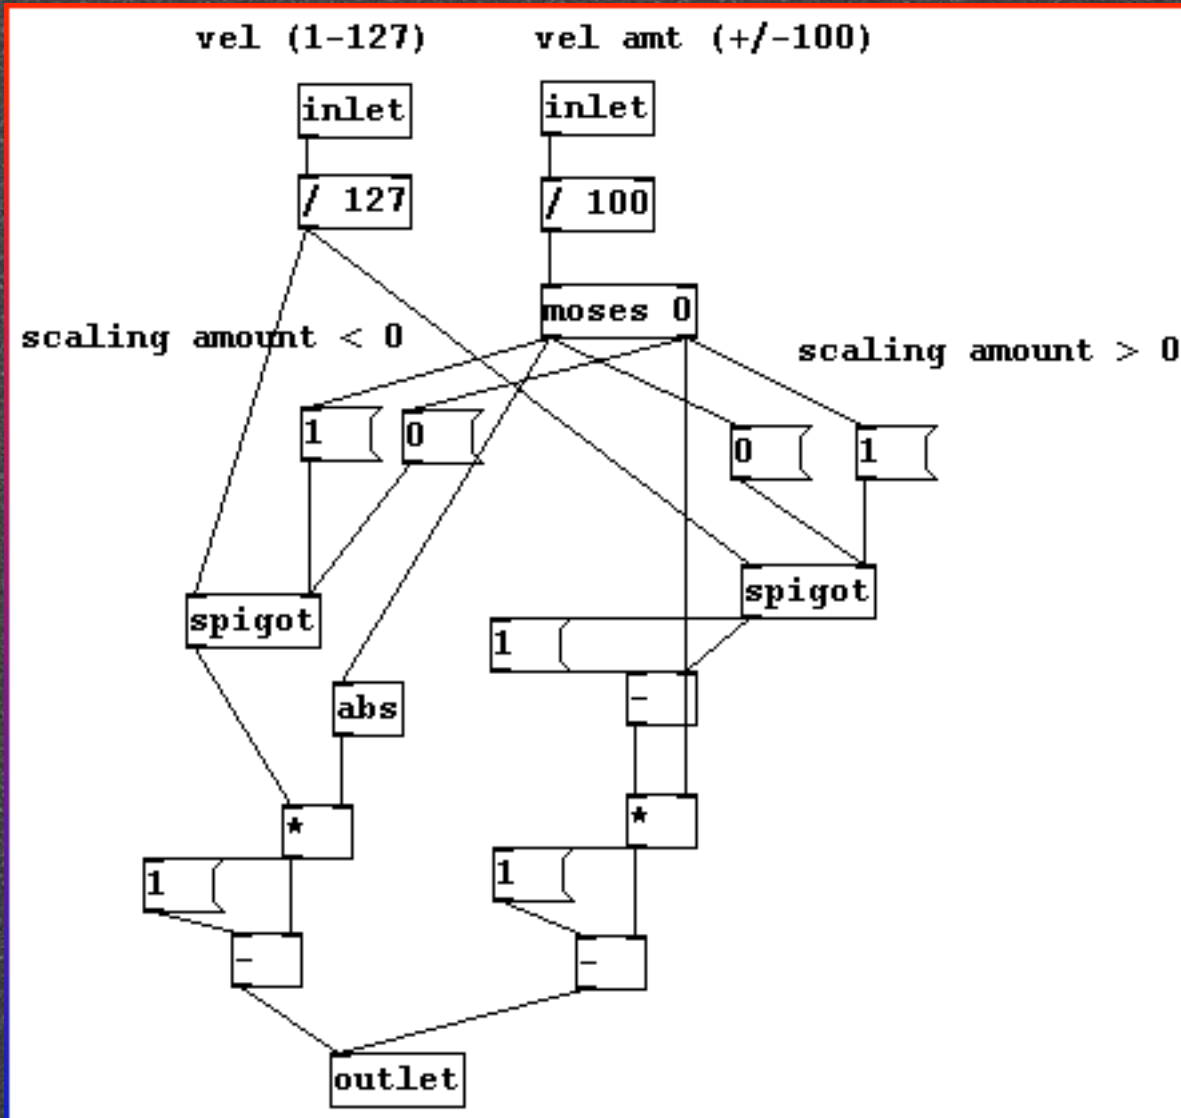 vel (1-127)
vel amt (+/-100)
inlet
inlet
/ 127
/ 100
moses 0
scaling amount < 0
scaling amount > 0
1
0
0
1
spigot
spigot
1
-
abs
*
*
1
1
-
-
outlet